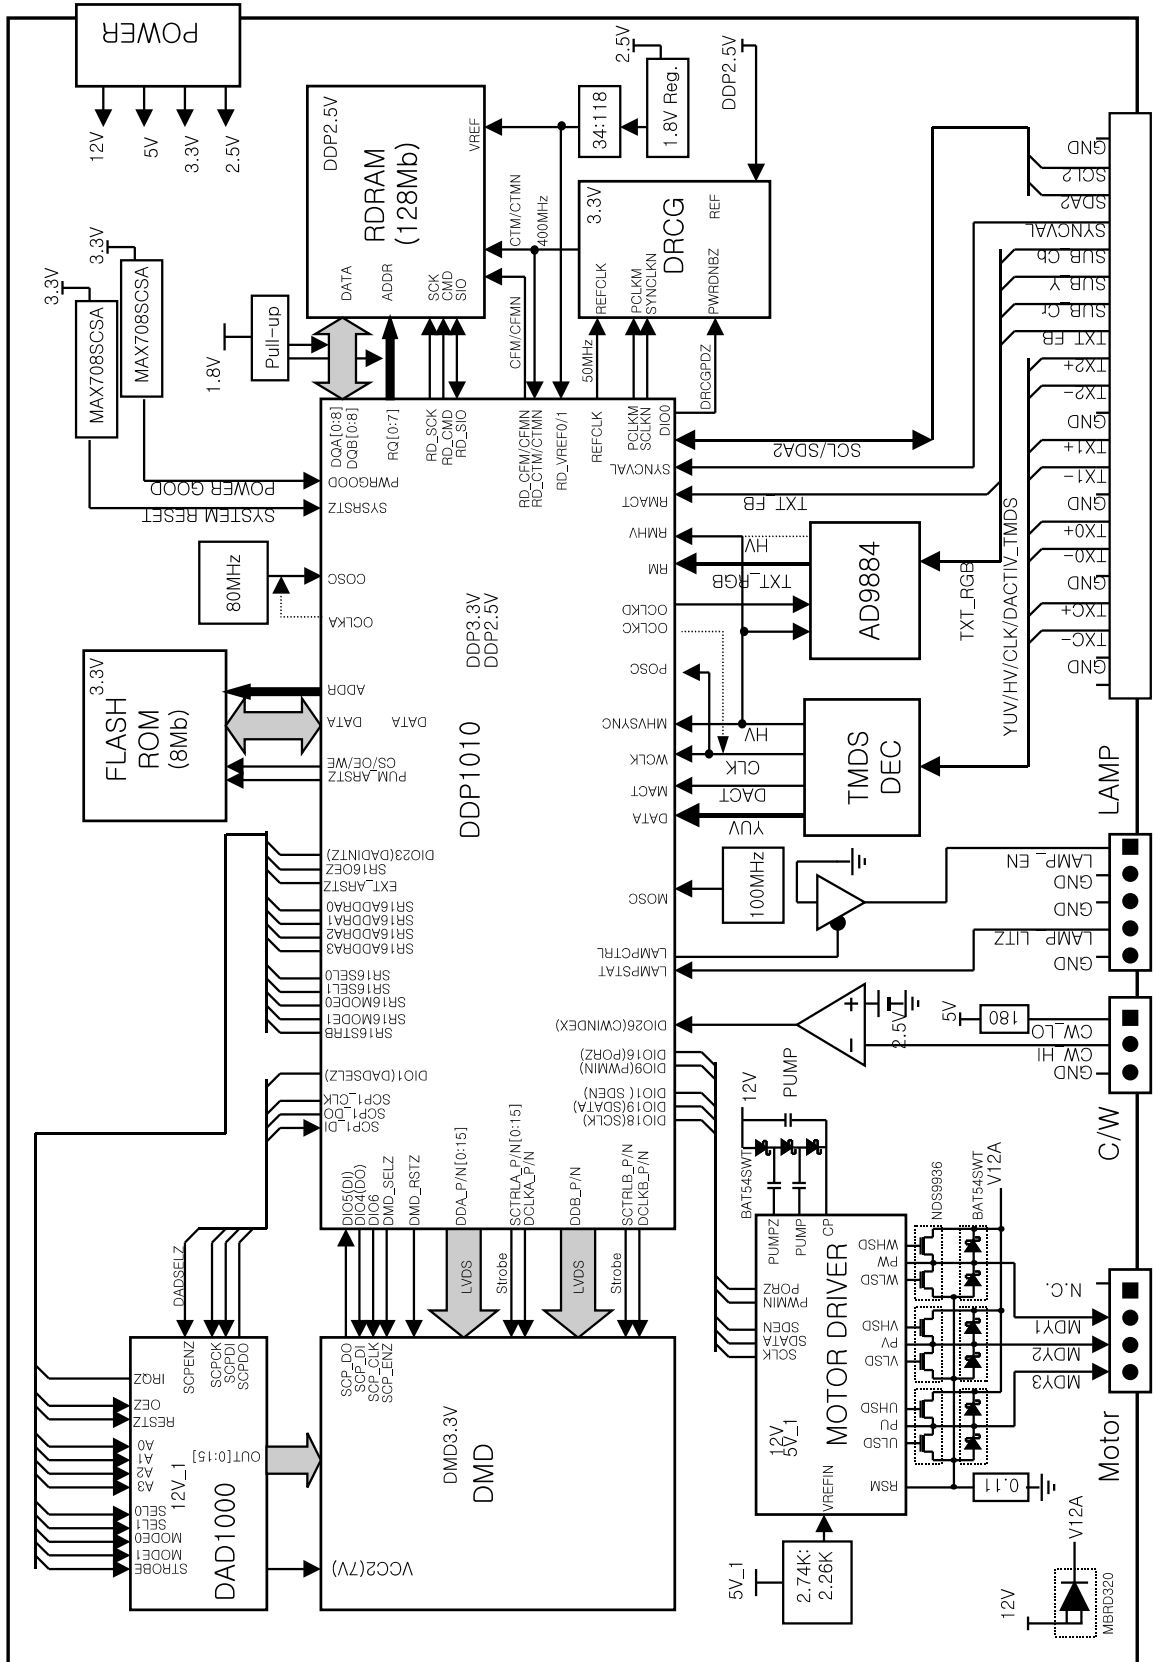 POWER
12V
5V
3.3V
2.5V
3.3V
MAX708SCSA
3.3V
MAX708SCSA
POWER GOOD
SYSTEM RESET
1.8V
Pull-up
DDP2.5V
RDRAM
(128Mb)
VREF
DATA
ADDR
SCK
CMD
SIO
CFM/CFMN
CTM/CTMN
400MHz
34:118
1.8V Reg.
2.5V
DDP2.5V
3.3V
DRCG
REF
REFCLK
PCLKM
SYNCLKN
PWRDNBZ
50MHz
DRCGPDZ
80MHz
3.3V
FLASH
ROM
(8Mb)
DQA[0:8]
DQB[0:8]
RQ[0:7]
RD_SCK
RD_CMD
RD_SIO
RD_CFM/CFMN
RD_CTM/CTMN
RD_VREF0/1
REFCLK
PCLKM
SCLKN
DIO0
PWRGOOD
SYSRSTZ
COSC
OCLKA
ADDR
DATA
DATA
CS/OE/WE
PUM_ARSTZ
DIO23(DADINTZ)
SR16OEZ
EXT_ARSTZ
SR16ADDRA0
SR16ADDRA1
SR16ADDRA2
SR16ADDRA3
SR16SEL0
SR16SEL1
SR16MODE0
SR16MODE1
SR16STRB
DIO1(DADSELZ)
SCP1_CLK
SCP1_DO
SCP1_DI
DDP3.3V
DDP2.5V
DDP1010
SYNCVAL
RMACT
RMHV
RM
OCLKD
OCLKC
POSC
MHVSYNC
WCLK
MACT
DATA
MOSC
LAMPCTRL
LAMPSTAT
DIO26(CWINDEX)
DIO16(PORZ)
DIO9(PWMIN)
DIO1( SDEN)
DIO19(SDATA)
DIO18(SCLK)
DIO5(DI)
DIO4(DO)
DIO6
DMD_SELZ
DMD_RSTZ
DDA_P/N[0:15]
SCTRLA_P/N[0:15]
DCLKA_P/N
DDB_P/N
SCTRLB_P/N
DCLKB_P/N
SCL/SDA2
TXT_FB
HV
TXT_RGB
AD9884
TXT_RGB
YUV/HV/CLK/DACTIV_TMDS
HV
CLK
DACT
YUV
TMDS
DEC
100MHz
GND
SCL2
SDA2
SYNCVAL
SUB_Cb
SUB_Y
SUB_Cr
TXT_FB
TX2+
TX2-
GND
TX1+
TX1-
GND
TX0+
TX0-
GND
TXC+
TXC-
GND
LAMP
LAMP_EN
GND
GND
LAMP_LITZ
GND
2.5V
5V
180
CW_LO
CW_HI
GND
C/W
DADSELZ
SCPENZ
SCPCK
SCPDI
SCPDO
IRQZ
OEZ
RESTZ
A0
A1
A2
A3
SEL0
SEL1
MODE0
MODE1
STROBE
OUT[0:15]
12V_1
DAD1000
LVDS
Strobe
LVDS
Strobe
SCP_DO
SCP_DI
SCP_CLK
SCP_ENZ
DMD3.3V
DMD
VCC2(7V)
12V
PUMP
BAT54SWT
PUMPZ
PUMP
CP
PORZ
PWMIN
SDEN
SDATA
SCLK
MOTOR DRIVER
12V
5V_1
VREFIN
WHSD
PW
WLSD
VHSD
PV
VLSD
UHSD
PU
ULSD
RSM
NDS9936
BAT54SWT
V12A
0.11
N.C.
MDY1
MDY2
MDY3
Motor
5V_1
2.74K:
2.26K
12V
V12A
MBRD320